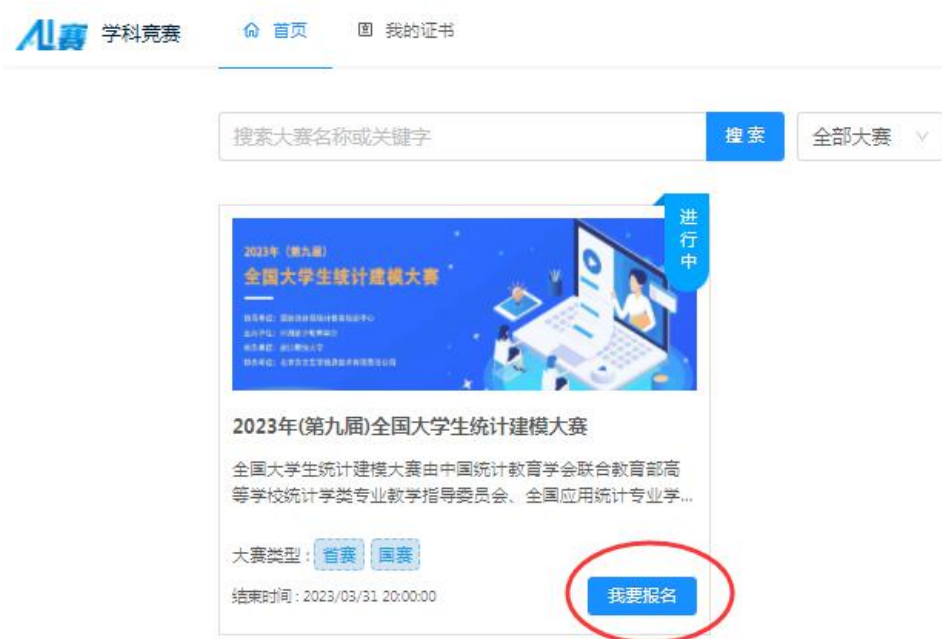 AI赛 学科竞赛 首页 我的证书
搜索大赛名称或关键字 搜索 全部大赛
进行中
2023年（第九届）
全国大学生统计建模大赛
2023年(第九届)全国大学生统计建模大赛
全国大学生统计建模大赛由中国统计教育学会联合教育部高
等学校统计学类专业教学指导委员会、全国应用统计专业学...
大赛类型 : 省赛 国赛
结束时间 : 2023/03/31 20:00:00 我要报名